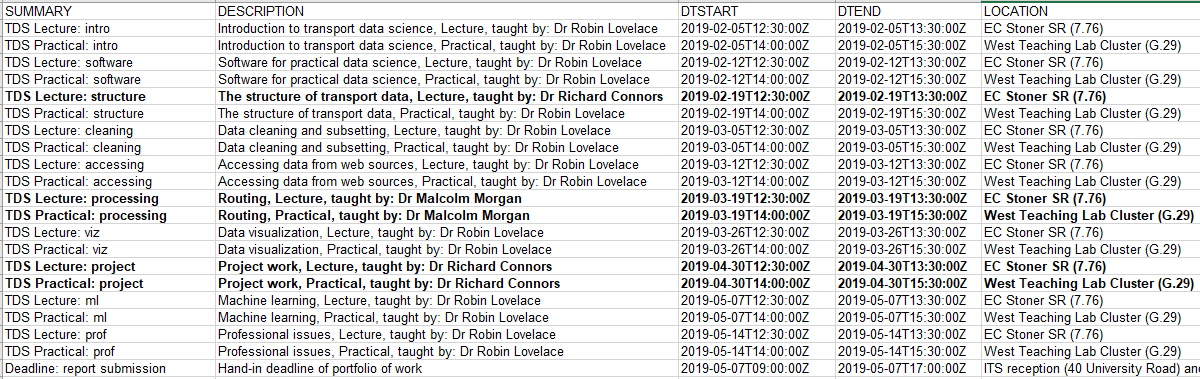 SUMMARY DESCRIPTION DTSTART DTEND LOCATION
TDS Lecture: intro Introduction to transport data science, Lecture, taught by: Dr Robin Lovelace 2019-02-05T12:30:00Z 2019-02-05T13:30:00Z EC Stoner SR (7.76)
TDS Practical: intro Introduction to transport data science, Practical, taught by: Dr Robin Lovelace 2019-02-05T14:00:00Z 2019-02-05T15:30:00Z West Teaching Lab Cluster (G.29)
TDS Lecture: software Software for practical data science, Lecture, taught by: Dr Robin Lovelace 2019-02-12T12:30:00Z 2019-02-12T13:30:00Z EC Stoner SR (7.76)
TDS Practical: software Software for practical data science, Practical, taught by: Dr Robin Lovelace 2019-02-12T14:00:00Z 2019-02-12T15:30:00Z West Teaching Lab Cluster (G.29)
TDS Lecture: structure The structure of transport data, Lecture, taught by: Dr Richard Connors 2019-02-19T12:30:00Z 2019-02-19T13:30:00Z EC Stoner SR (7.76)
TDS Practical: structure The structure of transport data, Practical, taught by: Dr Robin Lovelace 2019-02-19T14:00:00Z 2019-02-19T15:30:00Z West Teaching Lab Cluster (G.29)
TDS Lecture: cleaning Data cleaning and subsetting, Lecture, taught by: Dr Robin Lovelace 2019-03-05T12:30:00Z 2019-03-05T13:30:00Z EC Stoner SR (7.76)
TDS Practical: cleaning Data cleaning and subsetting, Practical, taught by: Dr Robin Lovelace 2019-03-05T14:00:00Z 2019-03-05T15:30:00Z West Teaching Lab Cluster (G.29)
TDS Lecture: accessing Accessing data from web sources, Lecture, taught by: Dr Robin Lovelace 2019-03-12T12:30:00Z 2019-03-12T13:30:00Z EC Stoner SR (7.76)
TDS Practical: accessing Accessing data from web sources, Practical, taught by: Dr Robin Lovelace 2019-03-12T14:00:00Z 2019-03-12T15:30:00Z West Teaching Lab Cluster (G.29)
TDS Lecture: processing Routing, Lecture, taught by: Dr Malcolm Morgan 2019-03-19T12:30:00Z 2019-03-19T13:30:00Z EC Stoner SR (7.76)
TDS Practical: processing Routing, Practical, taught by: Dr Malcolm Morgan 2019-03-19T14:00:00Z 2019-03-19T15:30:00Z West Teaching Lab Cluster (G.29)
TDS Lecture: viz Data visualization, Lecture, taught by: Dr Robin Lovelace 2019-03-26T12:30:00Z 2019-03-26T13:30:00Z EC Stoner SR (7.76)
TDS Practical: viz Data visualization, Practical, taught by: Dr Robin Lovelace 2019-03-26T14:00:00Z 2019-03-26T15:30:00Z West Teaching Lab Cluster (G.29)
TDS Lecture: project Project work, Lecture, taught by: Dr Richard Connors 2019-04-30T12:30:00Z 2019-04-30T13:30:00Z EC Stoner SR (7.76)
TDS Practical: project Project work, Practical, taught by: Dr Richard Connors 2019-04-30T14:00:00Z 2019-04-30T15:30:00Z West Teaching Lab Cluster (G.29)
TDS Lecture: ml Machine learning, Lecture, taught by: Dr Robin Lovelace 2019-05-07T12:30:00Z 2019-05-07T13:30:00Z EC Stoner SR (7.76)
TDS Practical: ml Machine learning, Practical, taught by: Dr Robin Lovelace 2019-05-07T14:00:00Z 2019-05-07T15:30:00Z West Teaching Lab Cluster (G.29)
TDS Lecture: prof Professional issues, Lecture, taught by: Dr Robin Lovelace 2019-05-14T12:30:00Z 2019-05-14T13:30:00Z EC Stoner SR (7.76)
TDS Practical: prof Professional issues, Practical, taught by: Dr Robin Lovelace 2019-05-14T14:00:00Z 2019-05-14T15:30:00Z West Teaching Lab Cluster (G.29)
Deadline: report submission Hand-in deadline of portfolio of work 2019-05-07T09:00:00Z 2019-05-07T17:00:00Z ITS reception (40 University Road) an